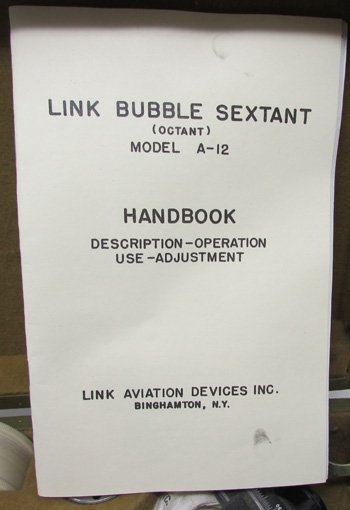 LINK BUBBLE SEXTANT
(OCTANT)
MODEL A-12
HANDBOOK
DESCRIPTION-OPERATION
USE-ADJUSTMENT
LINK AVIATION DEVICES INC.
BINGHAMTON, N.Y.